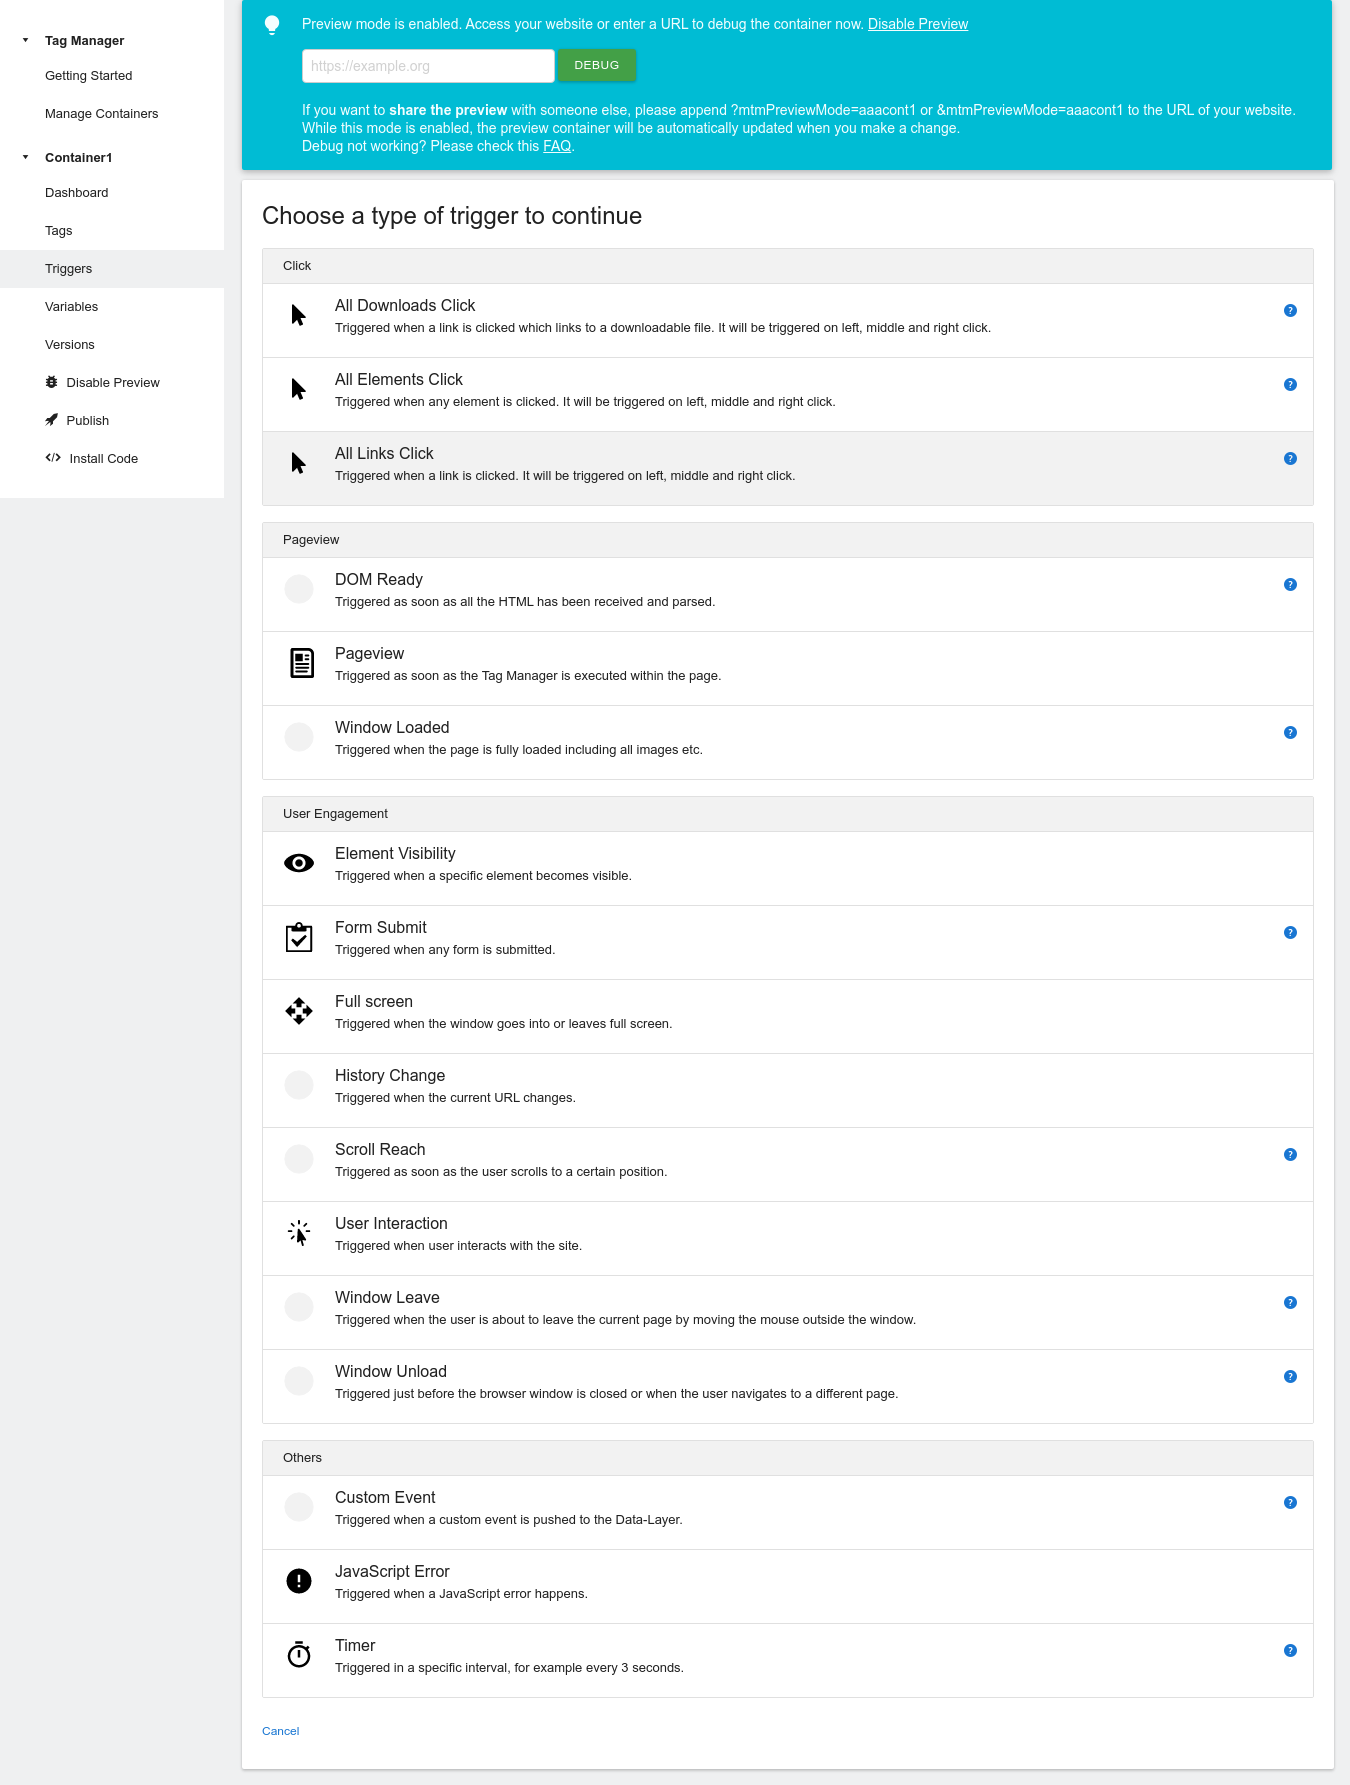 Tag Manager
Getting Started
Manage Containers
Container1
Dashboard
Tags
Triggers
Variables
Versions
Disable Preview
Publish
Install Code
Preview mode is enabled. Access your website or enter a URL to debug the container now. Disable Preview
https://example.org
DEBUG
If you want to share the preview with someone else, please append ?mtmPreviewMode=aaacont1 or &mtmPreviewMode=aaacont1 to the URL of your website.
While this mode is enabled, the preview container will be automatically updated when you make a change.
Debug not working? Please check this FAQ.
Choose a type of trigger to continue
Click
All Downloads Click
Triggered when a link is clicked which links to a downloadable file. It will be triggered on left, middle and right click.
All Elements Click
Triggered when any element is clicked. It will be triggered on left, middle and right click.
All Links Click
Triggered when a link is clicked. It will be triggered on left, middle and right click.
Pageview
DOM Ready
Triggered as soon as all the HTML has been received and parsed.
Pageview
Triggered as soon as the Tag Manager is executed within the page.
Window Loaded
Triggered when the page is fully loaded including all images etc.
User Engagement
Element Visibility
Triggered when a specific element becomes visible.
Form Submit
Triggered when any form is submitted.
Full screen
Triggered when the window goes into or leaves full screen.
History Change
Triggered when the current URL changes.
Scroll Reach
Triggered as soon as the user scrolls to a certain position.
User Interaction
Triggered when user interacts with the site.
Window Leave
Triggered when the user is about to leave the current page by moving the mouse outside the window.
Window Unload
Triggered just before the browser window is closed or when the user navigates to a different page.
Others
Custom Event
Triggered when a custom event is pushed to the Data-Layer.
JavaScript Error
Triggered when a JavaScript error happens.
Timer
Triggered in a specific interval, for example every 3 seconds.
Cancel